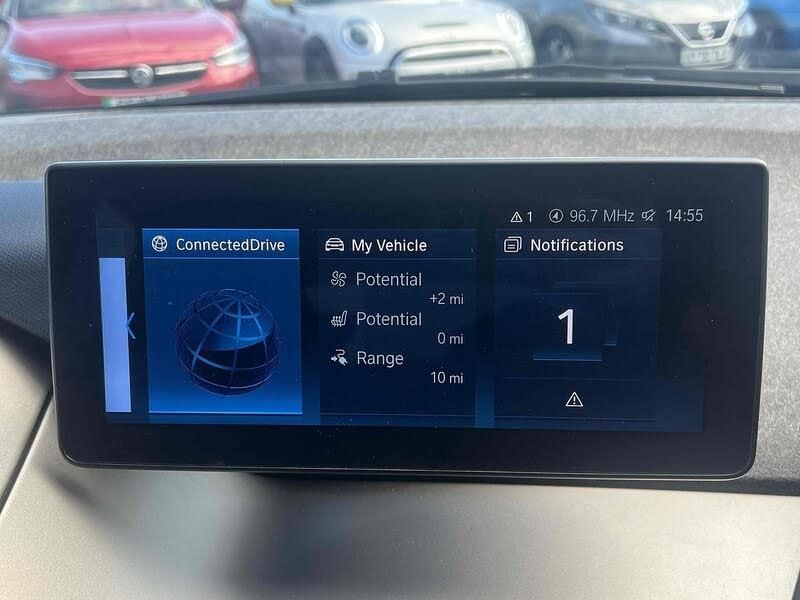 1 96.7 MHz 14:55
ConnectedDrive
My Vehicle
Potential
+2 mi
Potential
0 mi
Range
10 mi
Notifications
1